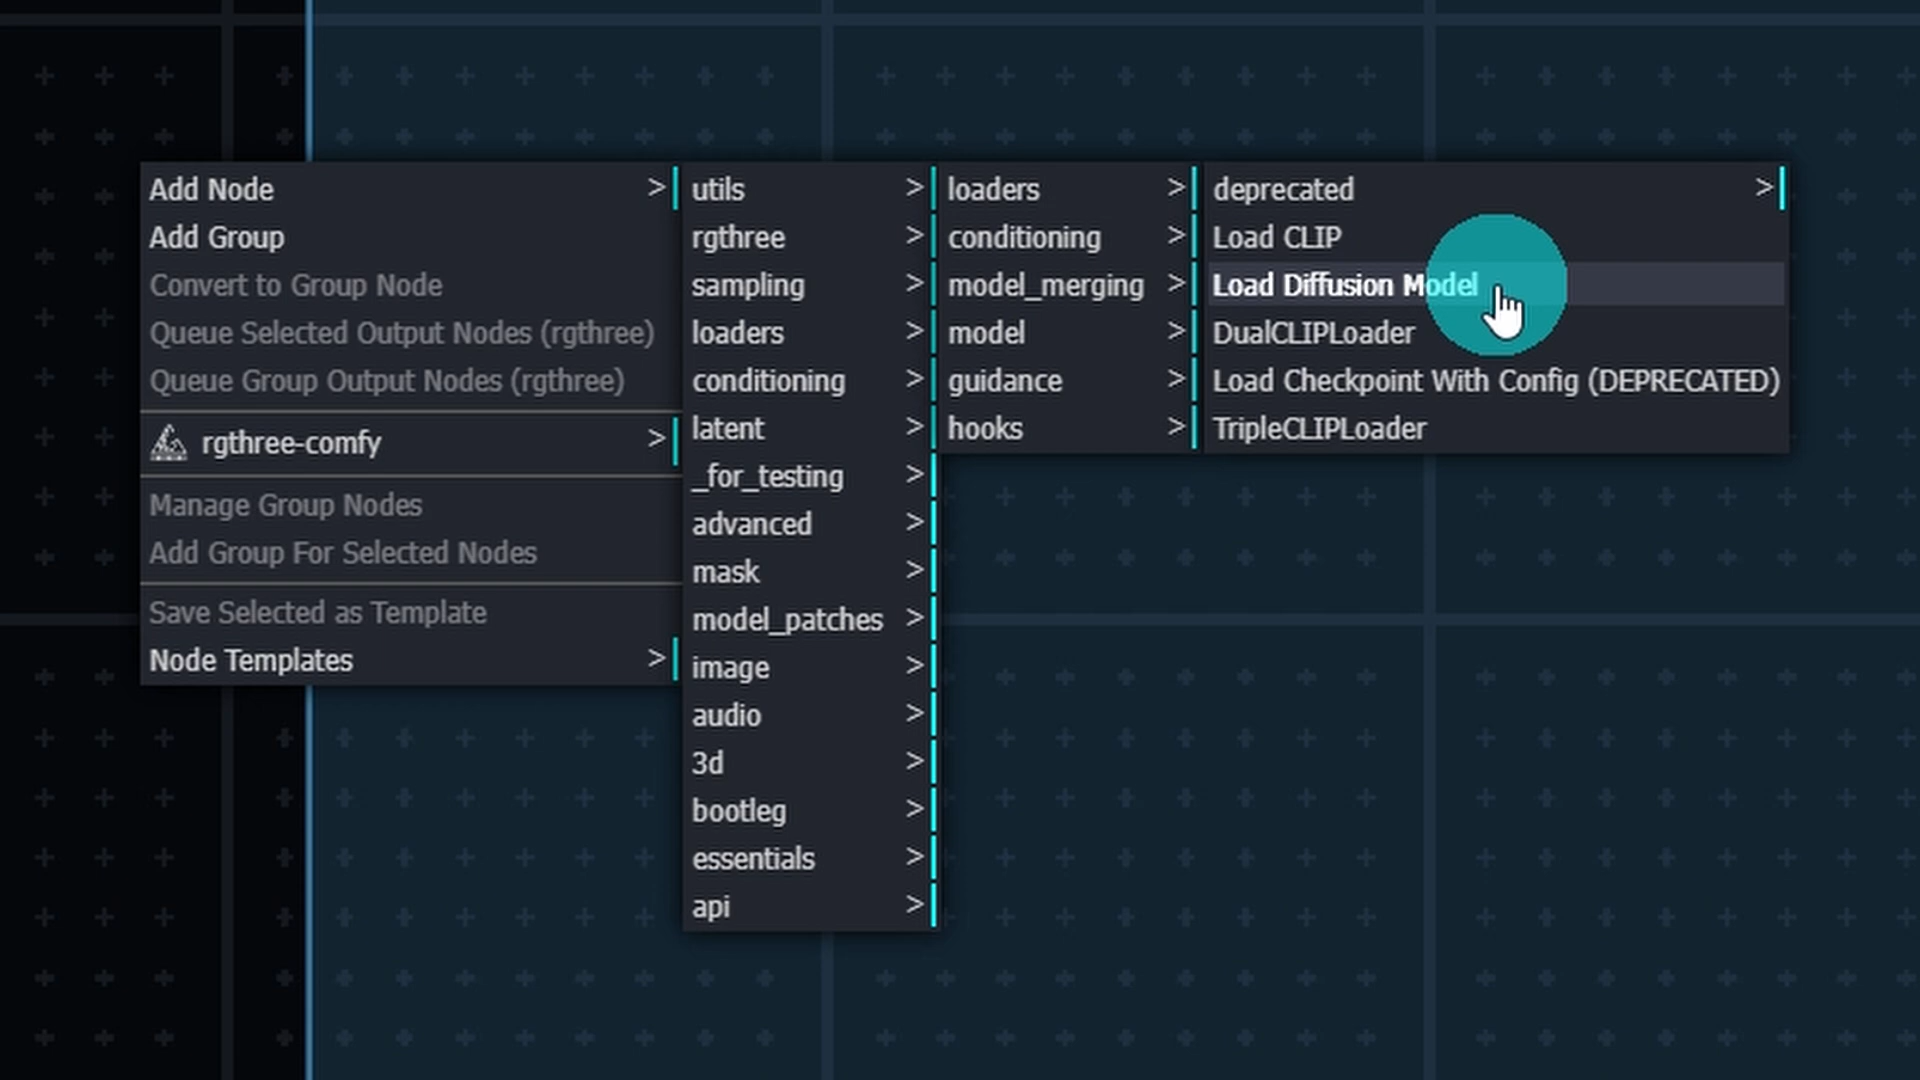 Add Node >
Add Group
Convert to Group Node
Queue Selected Output Nodes (rgthree)
Queue Group Output Nodes (rgthree)
rgthree-comfy >
Manage Group Nodes
Add Group For Selected Nodes
Save Selected as Template
Node Templates >
utils >
rgthree >
sampling >
loaders >
conditioning >
latent >
_for_testing >
advanced >
mask >
model_patches >
image >
audio >
3d >
bootleg >
essentials >
api >
loaders >
conditioning >
model_merging >
model >
guidance >
hooks >
deprecated >
Load CLIP
Load Diffusion Model
DualCLIPLoader
Load Checkpoint With Config (DEPRECATED)
TripleCLIPLoader